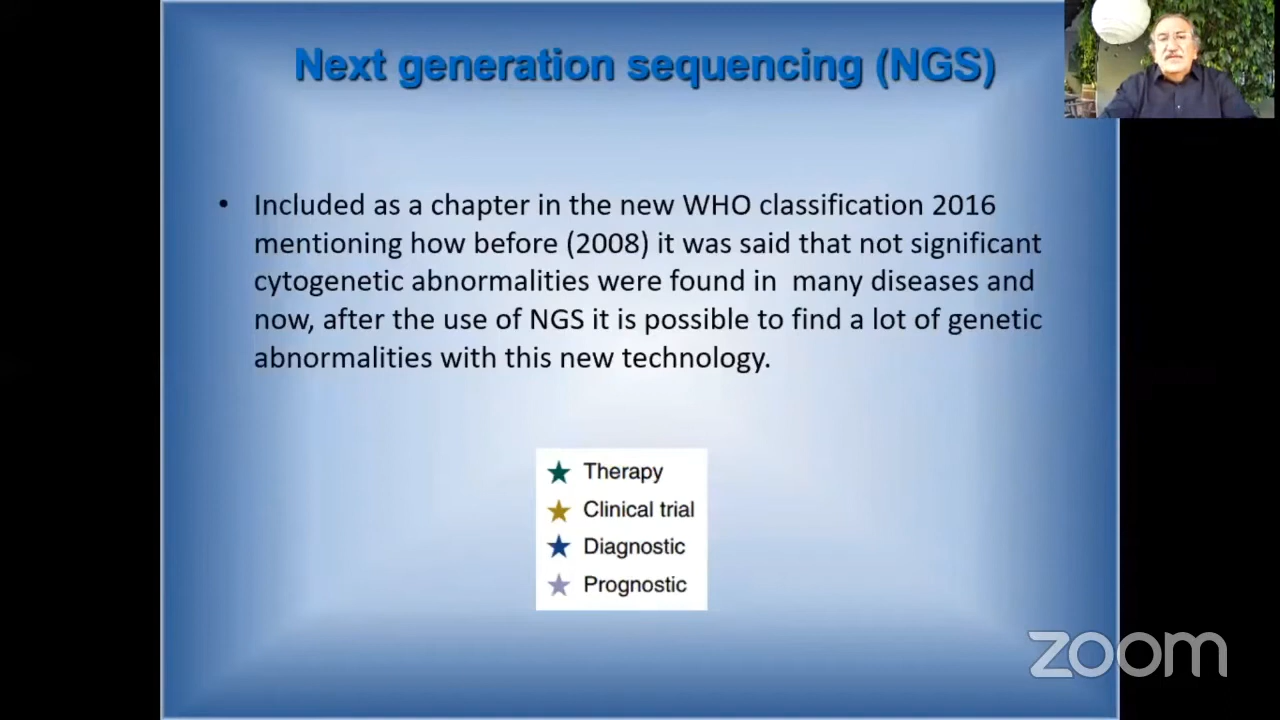 Next generation sequencing (NGS)
• Included as a chapter in the new WHO classification 2016
mentioning how before (2008) it was said that not significant
cytogenetic abnormalities were found in  many diseases and
now, after the use of NGS it is possible to find a lot of genetic
abnormalities with this new technology.
Therapy
Clinical trial
Diagnostic
Prognostic
zoom